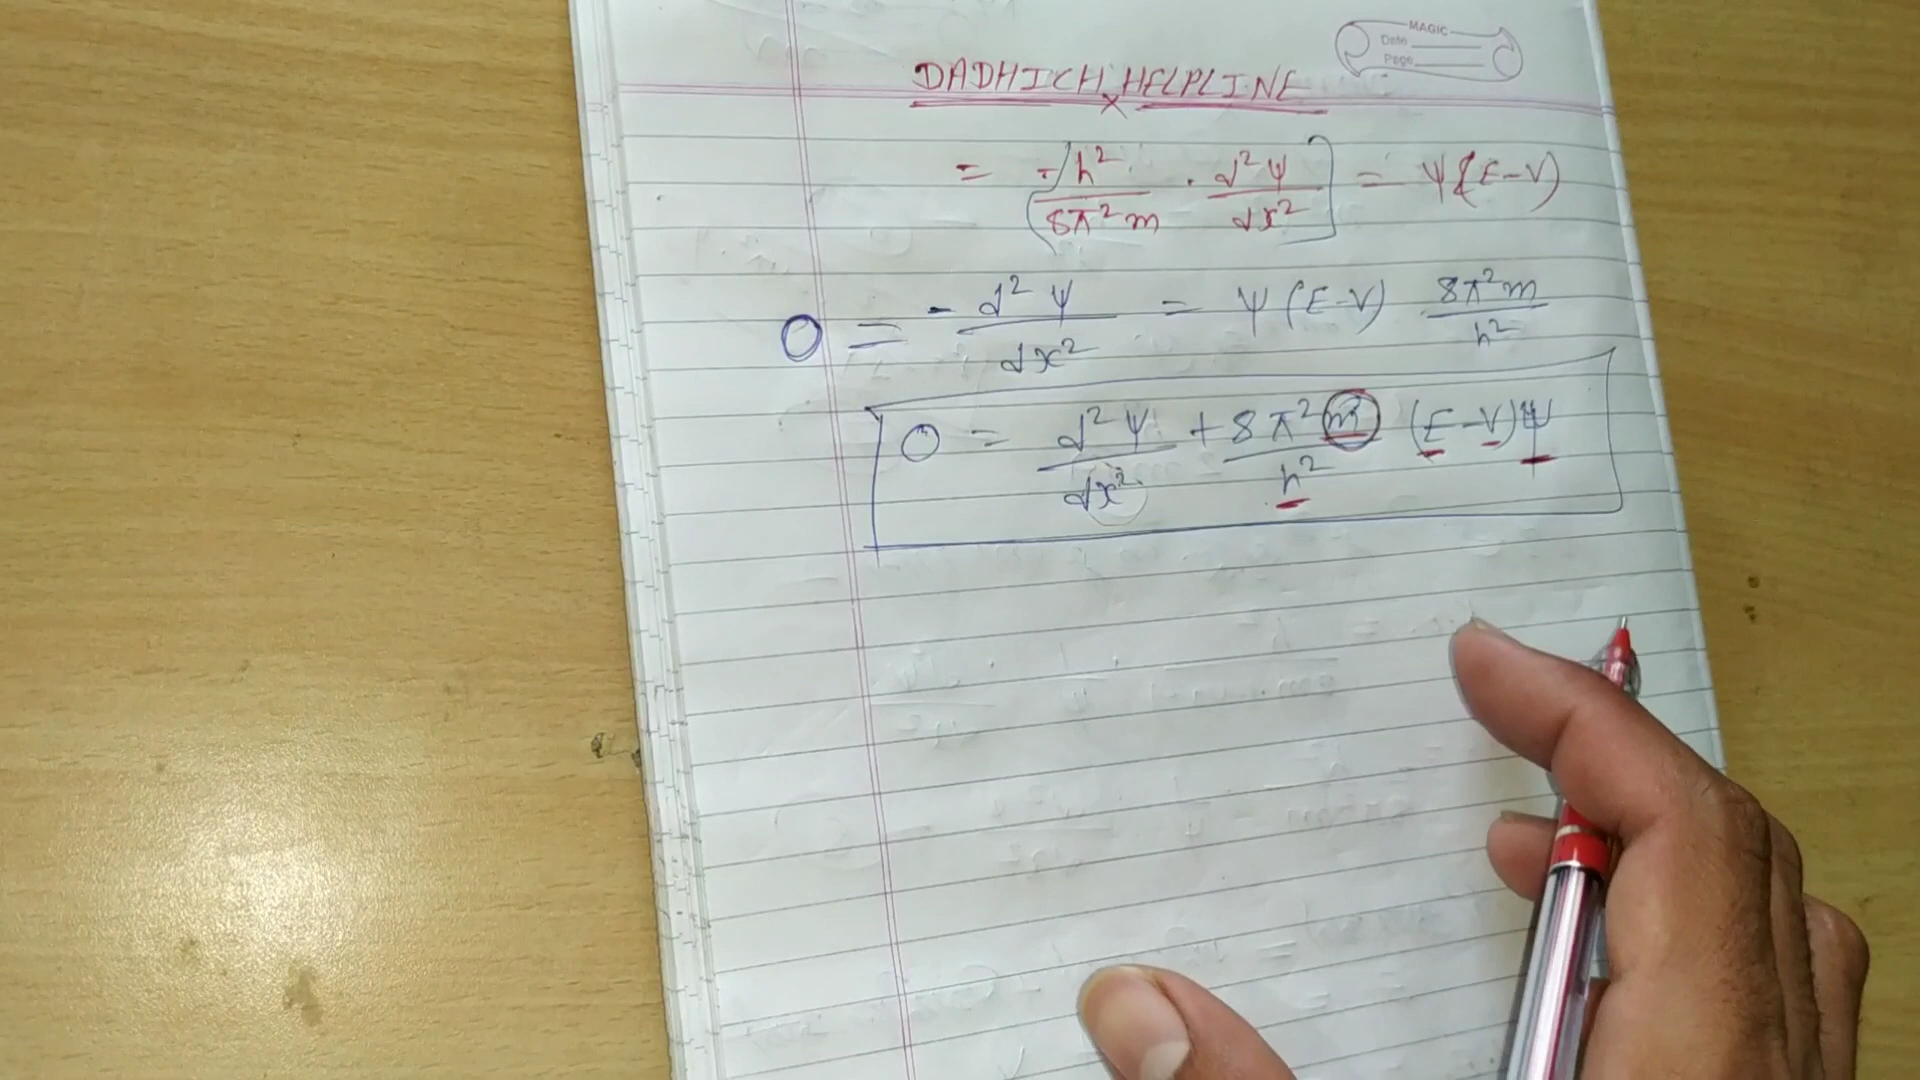 MAGIC
Date
Page
DADHICH HELPLINE
= -h²/8π²m · d²ψ/dx² = ψ(E-V)
0 = -d²ψ/dx² = ψ(E-V) 8π²m/h²
0 = d²ψ/dx² + 8π²m/h² (E-V)ψ